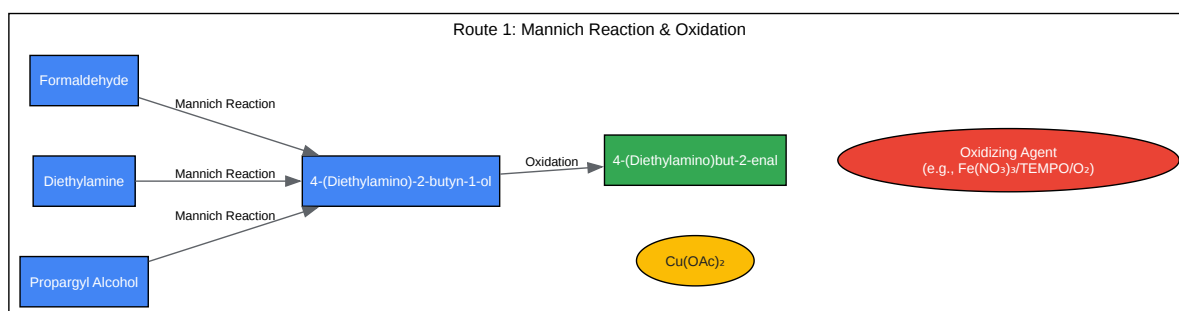 Route 1: Mannich Reaction & Oxidation
Formaldehyde
Mannich Reaction
Diethylamine
Mannich Reaction
4-(Diethylamino)-2-butyn-1-ol
Oxidation
4-(Diethylamino)but-2-enal
Oxidizing Agent
(e.g., Fe(NO₃)₃/TEMPO/O₂)
Mannich Reaction
Propargyl Alcohol
Cu(OAc)₂